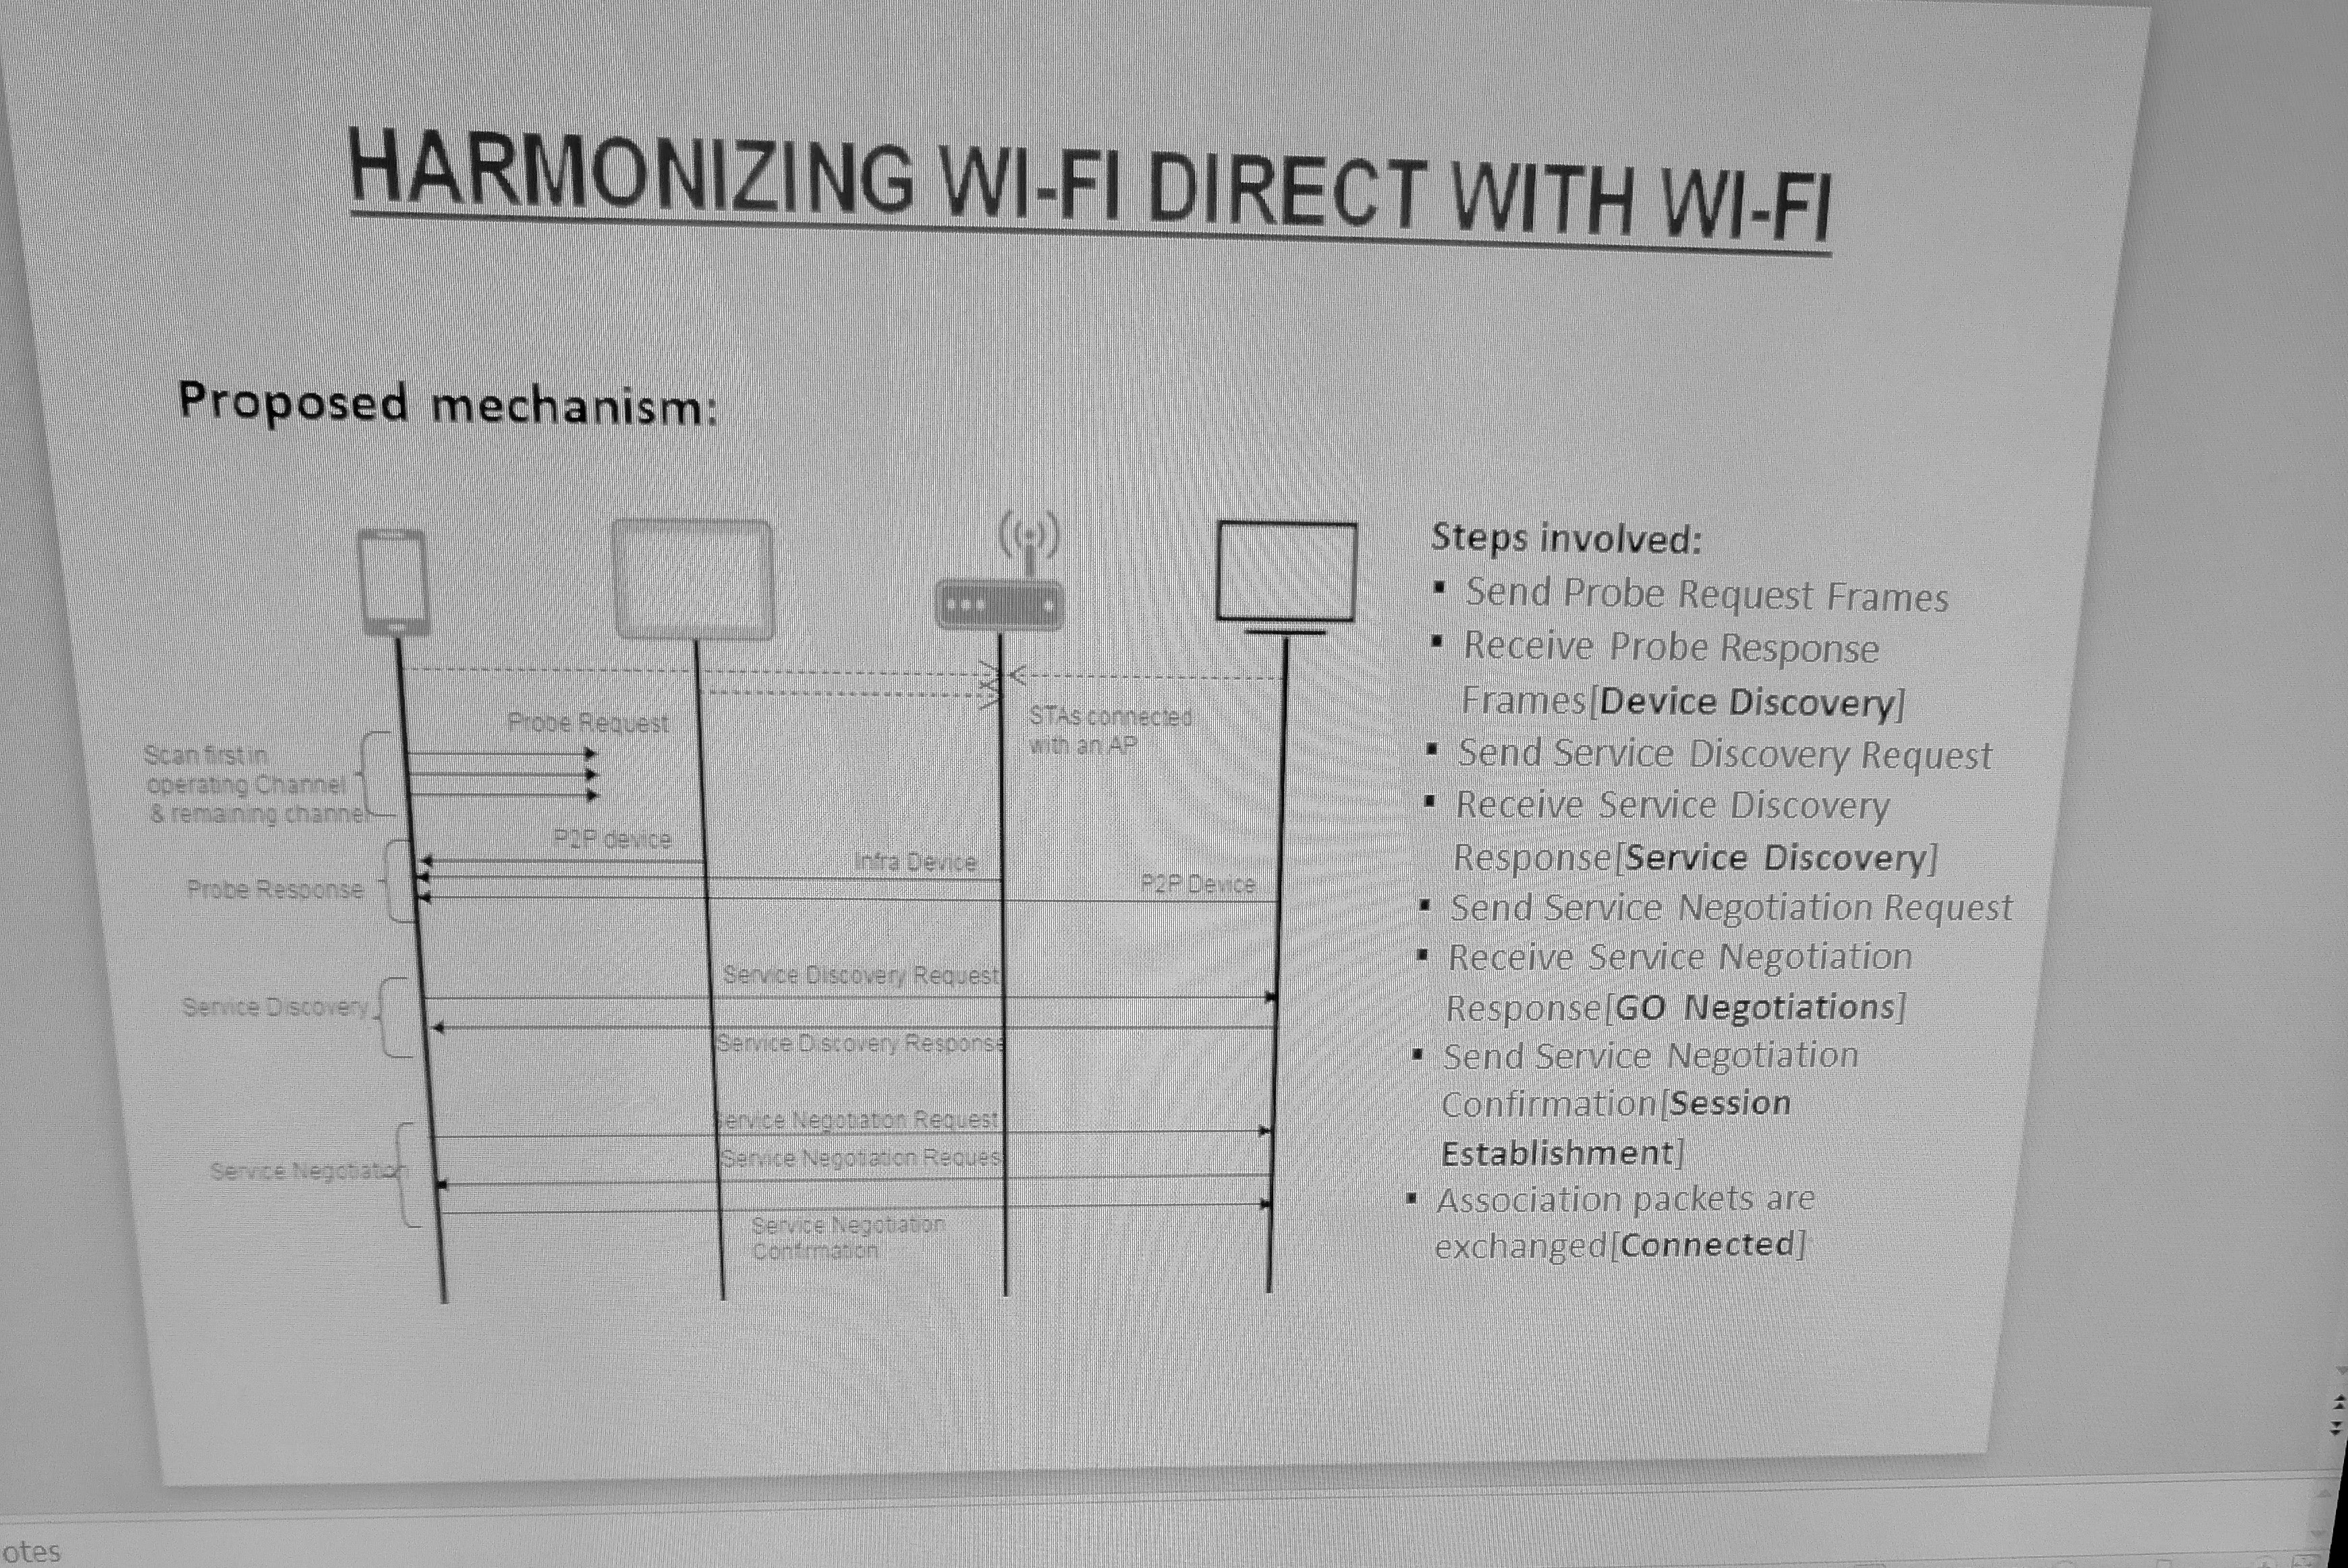 HARMONIZING WI-FI DIRECT WITH WI-FI
Proposed mechanism:
STAs connected
with an AP
Probe Request
Scan first in
operating Channel
& remaining channel
P2P device
Infra Device
P2P Device
Probe Response
Service Discovery Request
Service Discovery
Service Discovery Response
Service Negotiation Request
Service Negotiation Reques
Service Negotiation
Service Negotiation
Confirmation
Steps involved:
▪ Send Probe Request Frames
▪ Receive Probe Response
Frames[Device Discovery]
▪ Send Service Discovery Request
▪ Receive Service Discovery
Response[Service Discovery]
▪ Send Service Negotiation Request
▪ Receive Service Negotiation
Response[GO Negotiations]
▪ Send Service Negotiation
Confirmation[Session
Establishment]
▪ Association packets are
exchanged[Connected]
otes